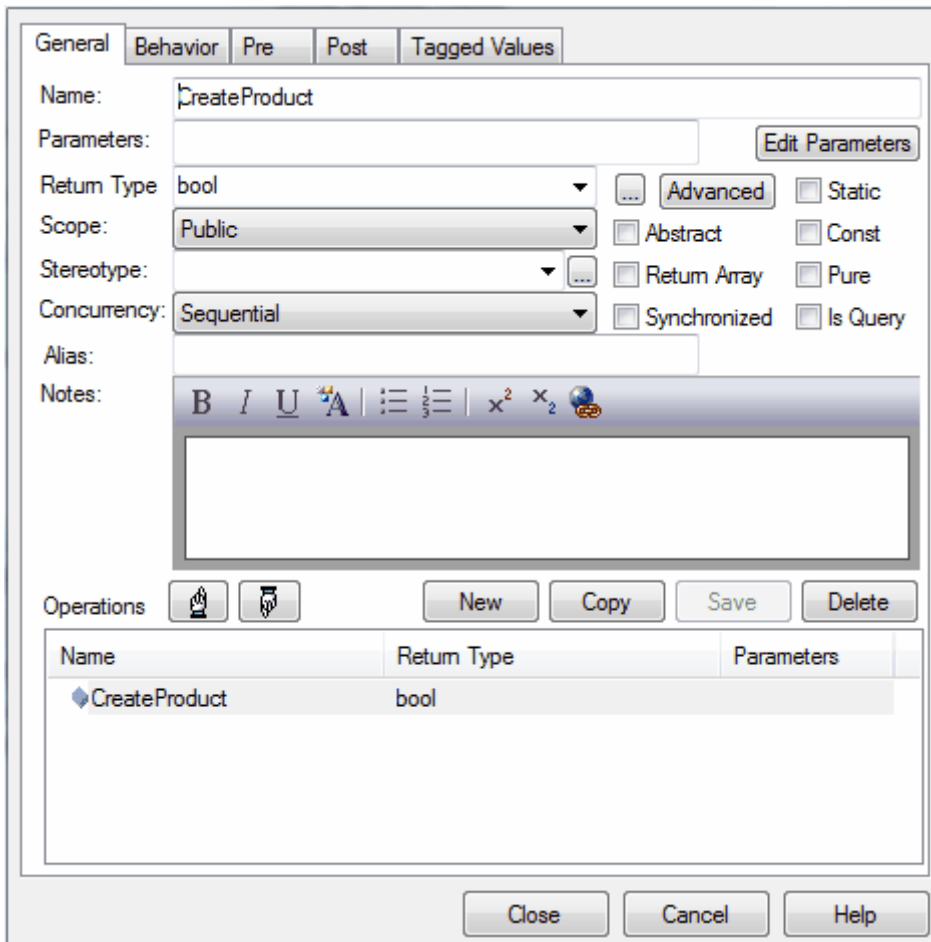 General Behavior Pre Post Tagged Values
Name: CreateProduct
Parameters: Edit Parameters
Return Type bool ... Advanced Static
Scope: Public Abstract Const
Stereotype: ... Return Array Pure
Concurrency: Sequential Synchronized Is Query
Alias:
Notes: B I U A x² x₂
Operations New Copy Save Delete
Name Return Type Parameters
CreateProduct bool
Close Cancel Help